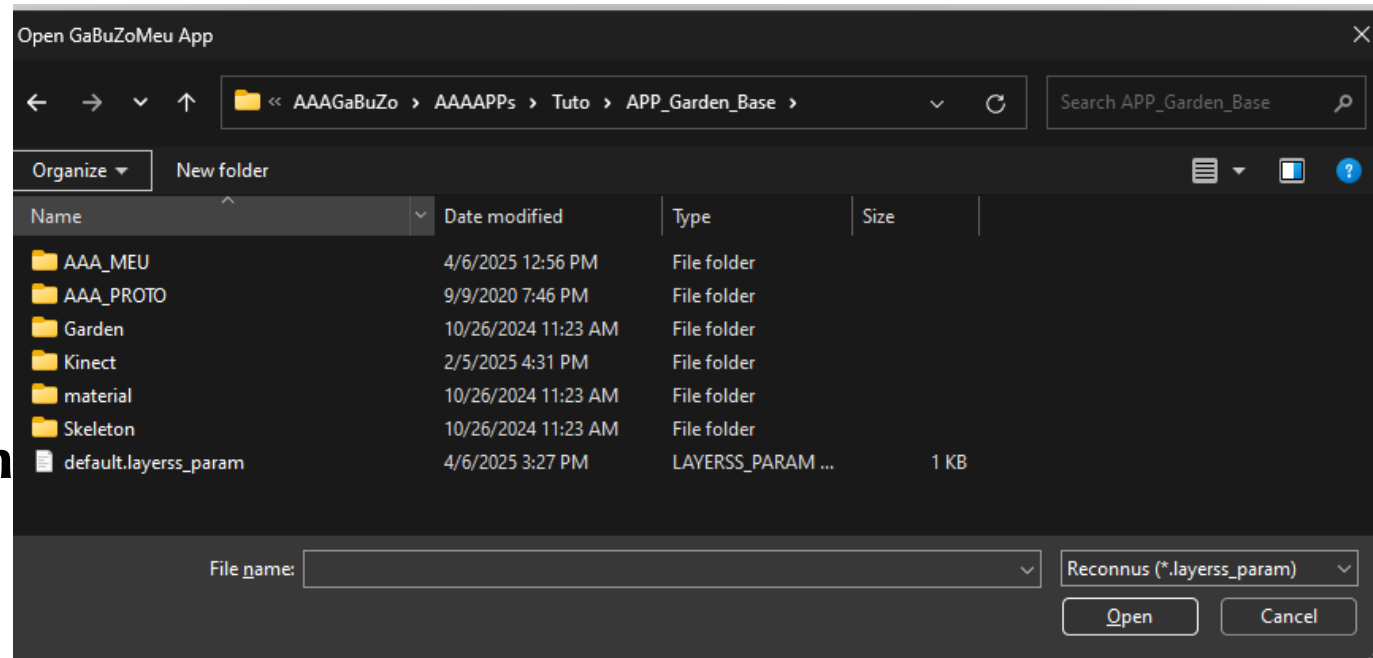 Open GaBuZoMeu App
« AAAGaBuZo › AAAAPPs › Tuto › APP_Garden_Base ›
Search APP_Garden_Base
Organize New folder
Name Date modified Type Size
AAA_MEU 4/6/2025 12:56 PM File folder
AAA_PROTO 9/9/2020 7:46 PM File folder
Garden 10/26/2024 11:23 AM File folder
Kinect 2/5/2025 4:31 PM File folder
material 10/26/2024 11:23 AM File folder
Skeleton 10/26/2024 11:23 AM File folder
default.layerss_param 4/6/2025 3:27 PM LAYERSS_PARAM ... 1 KB
File name: Reconnus (*.layerss_param)
Open Cancel